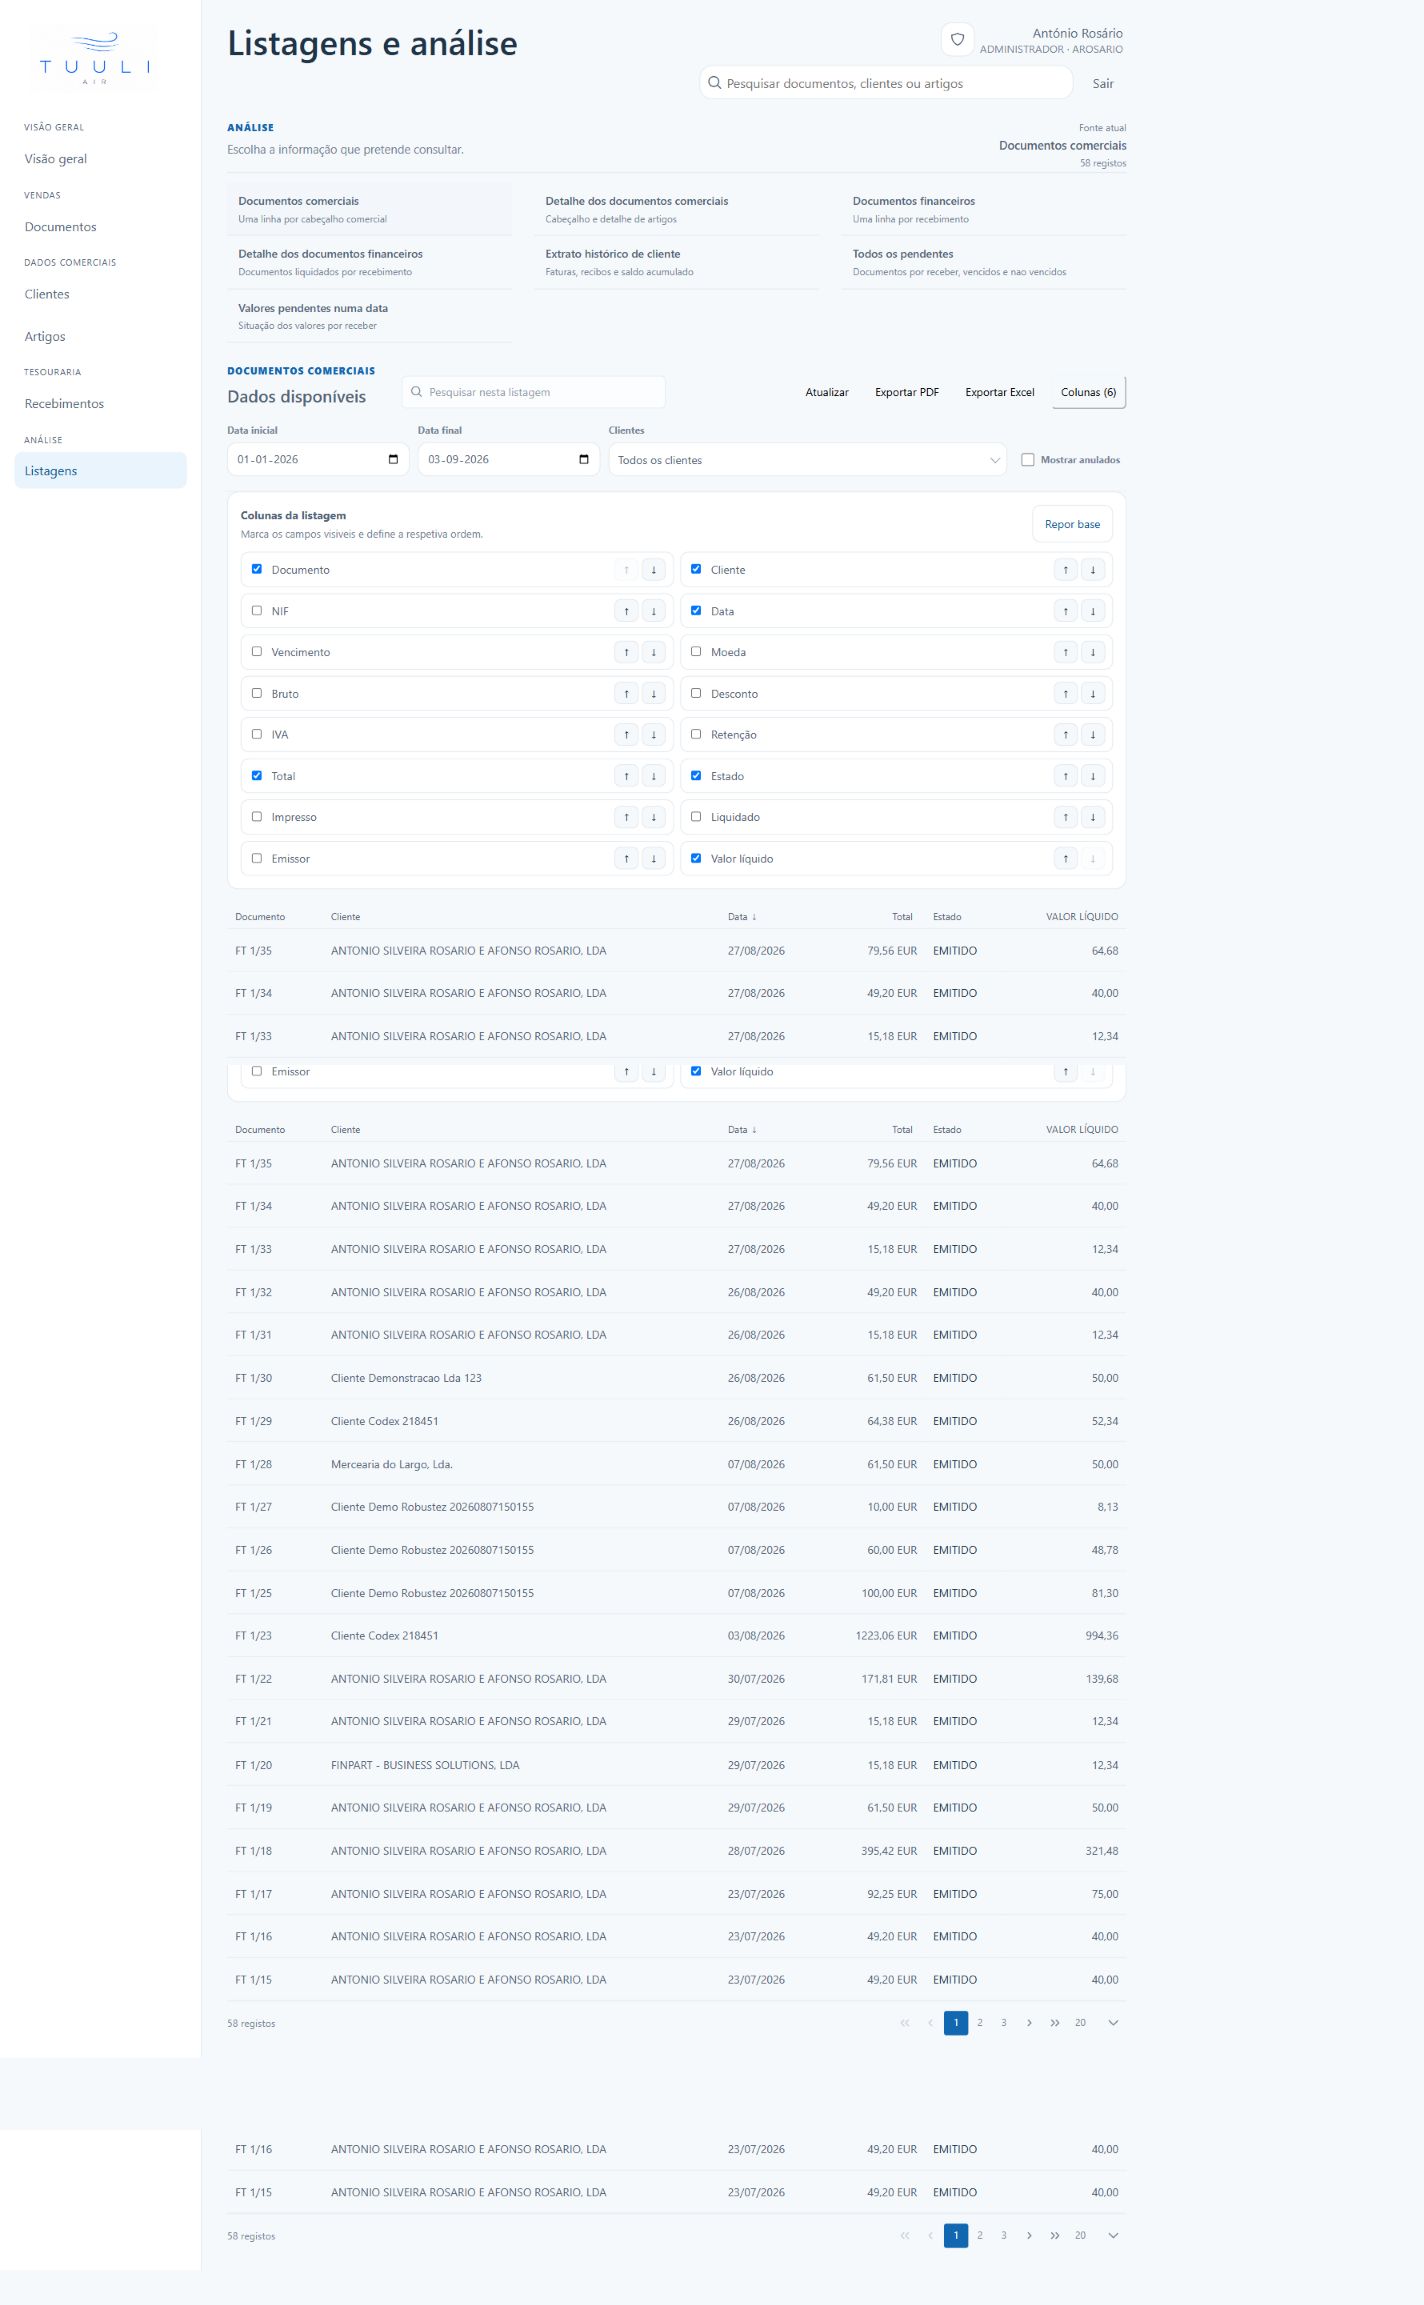 TUULI
AIR
VISÃO GERAL
Visão geral
VENDAS
Documentos
DADOS COMERCIAIS
Clientes
Artigos
TESOURARIA
Recebimentos
ANÁLISE
Listagens
Listagens e análise
António Rosário
ADMINISTRADOR · AROSARIO
Pesquisar documentos, clientes ou artigos
Sair
ANÁLISE
Escolha a informação que pretende consultar.
Fonte atual
Documentos comerciais
58 registos
Documentos comerciais
Uma linha por cabeçalho comercial
Detalhe dos documentos comerciais
Cabeçalho e detalhe de artigos
Documentos financeiros
Uma linha por recebimento
Detalhe dos documentos financeiros
Documentos liquidados por recebimento
Extrato histórico de cliente
Faturas, recibos e saldo acumulado
Todos os pendentes
Documentos por receber, vencidos e nao vencidos
Valores pendentes numa data
Situação dos valores por receber
DOCUMENTOS COMERCIAIS
Dados disponíveis
Pesquisar nesta listagem
Atualizar Exportar PDF Exportar Excel Colunas (6)
Data inicial Data final Clientes
01-01-2026 03-09-2026 Todos os clientes Mostrar anulados
Colunas da listagem
Marca os campos visiveis e define a respetiva ordem.
Repor base
Documento ↑ ↓ Cliente ↑ ↓
NIF ↑ ↓ Data ↑ ↓
Vencimento ↑ ↓ Moeda ↑ ↓
Bruto ↑ ↓ Desconto ↑ ↓
IVA ↑ ↓ Retenção ↑ ↓
Total ↑ ↓ Estado ↑ ↓
Impresso ↑ ↓ Liquidado ↑ ↓
Emissor ↑ ↓ Valor líquido ↑ ↓
Documento Cliente Data ↓ Total Estado VALOR LÍQUIDO
FT 1/35 ANTONIO SILVEIRA ROSARIO E AFONSO ROSARIO, LDA 27/08/2026 79,56 EUR EMITIDO 64,68
FT 1/34 ANTONIO SILVEIRA ROSARIO E AFONSO ROSARIO, LDA 27/08/2026 49,20 EUR EMITIDO 40,00
FT 1/33 ANTONIO SILVEIRA ROSARIO E AFONSO ROSARIO, LDA 27/08/2026 15,18 EUR EMITIDO 12,34
Emissor ↑ ↓ Valor líquido ↑ ↓
Documento Cliente Data ↓ Total Estado VALOR LÍQUIDO
FT 1/35 ANTONIO SILVEIRA ROSARIO E AFONSO ROSARIO, LDA 27/08/2026 79,56 EUR EMITIDO 64,68
FT 1/34 ANTONIO SILVEIRA ROSARIO E AFONSO ROSARIO, LDA 27/08/2026 49,20 EUR EMITIDO 40,00
FT 1/33 ANTONIO SILVEIRA ROSARIO E AFONSO ROSARIO, LDA 27/08/2026 15,18 EUR EMITIDO 12,34
FT 1/32 ANTONIO SILVEIRA ROSARIO E AFONSO ROSARIO, LDA 26/08/2026 49,20 EUR EMITIDO 40,00
FT 1/31 ANTONIO SILVEIRA ROSARIO E AFONSO ROSARIO, LDA 26/08/2026 15,18 EUR EMITIDO 12,34
FT 1/30 Cliente Demonstracao Lda 123 26/08/2026 61,50 EUR EMITIDO 50,00
FT 1/29 Cliente Codex 218451 26/08/2026 64,38 EUR EMITIDO 52,34
FT 1/28 Mercearia do Largo, Lda. 07/08/2026 61,50 EUR EMITIDO 50,00
FT 1/27 Cliente Demo Robustez 20260807150155 07/08/2026 10,00 EUR EMITIDO 8,13
FT 1/26 Cliente Demo Robustez 20260807150155 07/08/2026 60,00 EUR EMITIDO 48,78
FT 1/25 Cliente Demo Robustez 20260807150155 07/08/2026 100,00 EUR EMITIDO 81,30
FT 1/23 Cliente Codex 218451 03/08/2026 1223,06 EUR EMITIDO 994,36
FT 1/22 ANTONIO SILVEIRA ROSARIO E AFONSO ROSARIO, LDA 30/07/2026 171,81 EUR EMITIDO 139,68
FT 1/21 ANTONIO SILVEIRA ROSARIO E AFONSO ROSARIO, LDA 29/07/2026 15,18 EUR EMITIDO 12,34
FT 1/20 FINPART - BUSINESS SOLUTIONS, LDA 29/07/2026 15,18 EUR EMITIDO 12,34
FT 1/19 ANTONIO SILVEIRA ROSARIO E AFONSO ROSARIO, LDA 29/07/2026 61,50 EUR EMITIDO 50,00
FT 1/18 ANTONIO SILVEIRA ROSARIO E AFONSO ROSARIO, LDA 28/07/2026 395,42 EUR EMITIDO 321,48
FT 1/17 ANTONIO SILVEIRA ROSARIO E AFONSO ROSARIO, LDA 23/07/2026 92,25 EUR EMITIDO 75,00
FT 1/16 ANTONIO SILVEIRA ROSARIO E AFONSO ROSARIO, LDA 23/07/2026 49,20 EUR EMITIDO 40,00
FT 1/15 ANTONIO SILVEIRA ROSARIO E AFONSO ROSARIO, LDA 23/07/2026 49,20 EUR EMITIDO 40,00
58 registos « ‹ 1 2 3 › » 20
FT 1/16 ANTONIO SILVEIRA ROSARIO E AFONSO ROSARIO, LDA 23/07/2026 49,20 EUR EMITIDO 40,00
FT 1/15 ANTONIO SILVEIRA ROSARIO E AFONSO ROSARIO, LDA 23/07/2026 49,20 EUR EMITIDO 40,00
58 registos « ‹ 1 2 3 › » 20